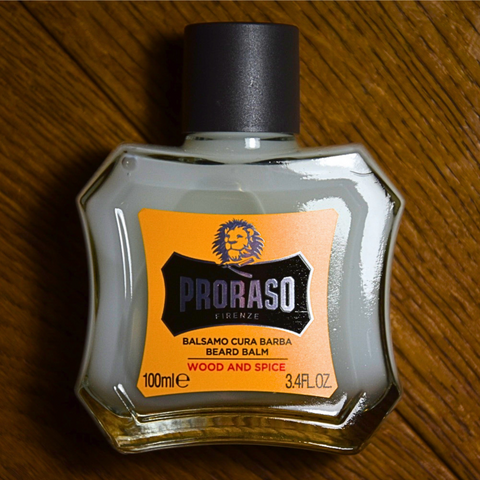 PRORASO
FIRENZE
BALSAMO CURA BARBA
BEARD BALM
WOOD AND SPICE
100ml℮ 3.4FL.OZ.